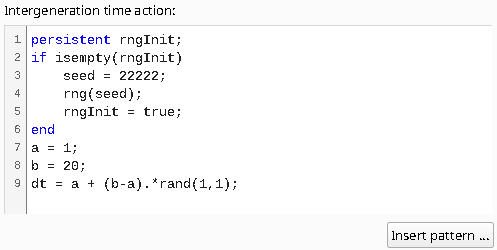 Intergeneration time action:
1 persistent rngInit;
2 if isempty(rngInit)
3     seed = 22222;
4     rng(seed);
5     rngInit = true;
6 end
7 a = 1;
8 b = 20;
9 dt = a + (b-a).*rand(1,1);
Insert pattern ...